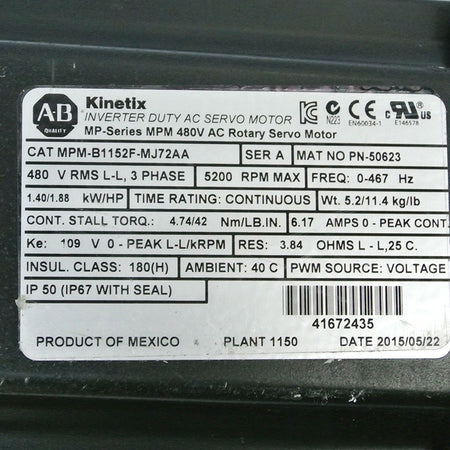 A-B
QUALITY
Kinetix
INVERTER DUTY AC SERVO MOTOR
MP-Series MPM 480V AC Rotary Servo Motor
N223 EN60034-1 E146578
c UL US
CAT MPM-B1152F-MJ72AA SER A MAT NO PN-50623
480 V RMS L-L, 3 PHASE 5200 RPM MAX FREQ: 0-467 Hz
1.40/1.88 kW/HP TIME RATING: CONTINUOUS Wt. 5.2/11.4 kg/lb
CONT. STALL TORQ.: 4.74/42 Nm/LB.IN. 6.17 AMPS 0 - PEAK CONT.
Ke: 109 V 0 - PEAK L-L/kRPM RES: 3.84 OHMS L - L,25 C.
INSUL. CLASS: 180(H) AMBIENT: 40 C PWM SOURCE: VOLTAGE
IP 50 (IP67 WITH SEAL)
41672435
PRODUCT OF MEXICO PLANT 1150 DATE 2015/05/22